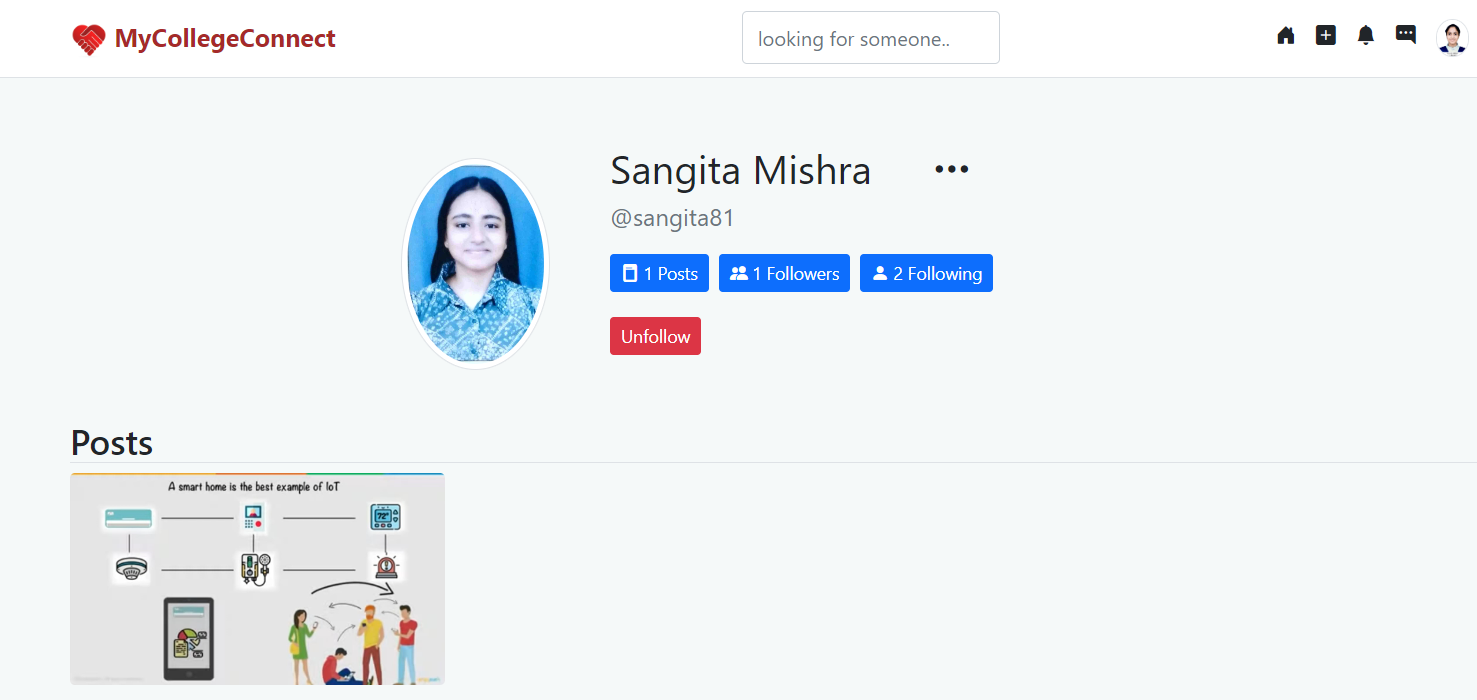 MyCollegeConnect
looking for someone..
Sangita Mishra
@sangita81
1 Posts
1 Followers
2 Following
Unfollow
Posts
A smart home is the best example of IoT
72°